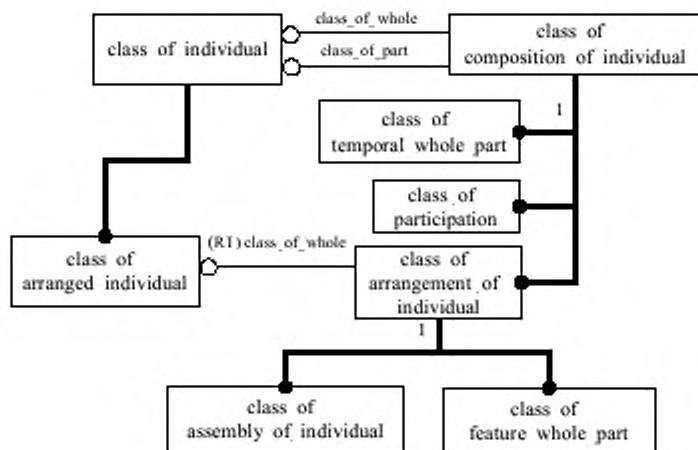 class_of_whole
class of individual
class of
composition of individual
class_of_part
1
class of
temporal whole part
class of
participation
(RT) class_of_whole
class of
arranged individual
class of
arrangement of
individual
1
class of
assembly of individual
class of
feature whole part